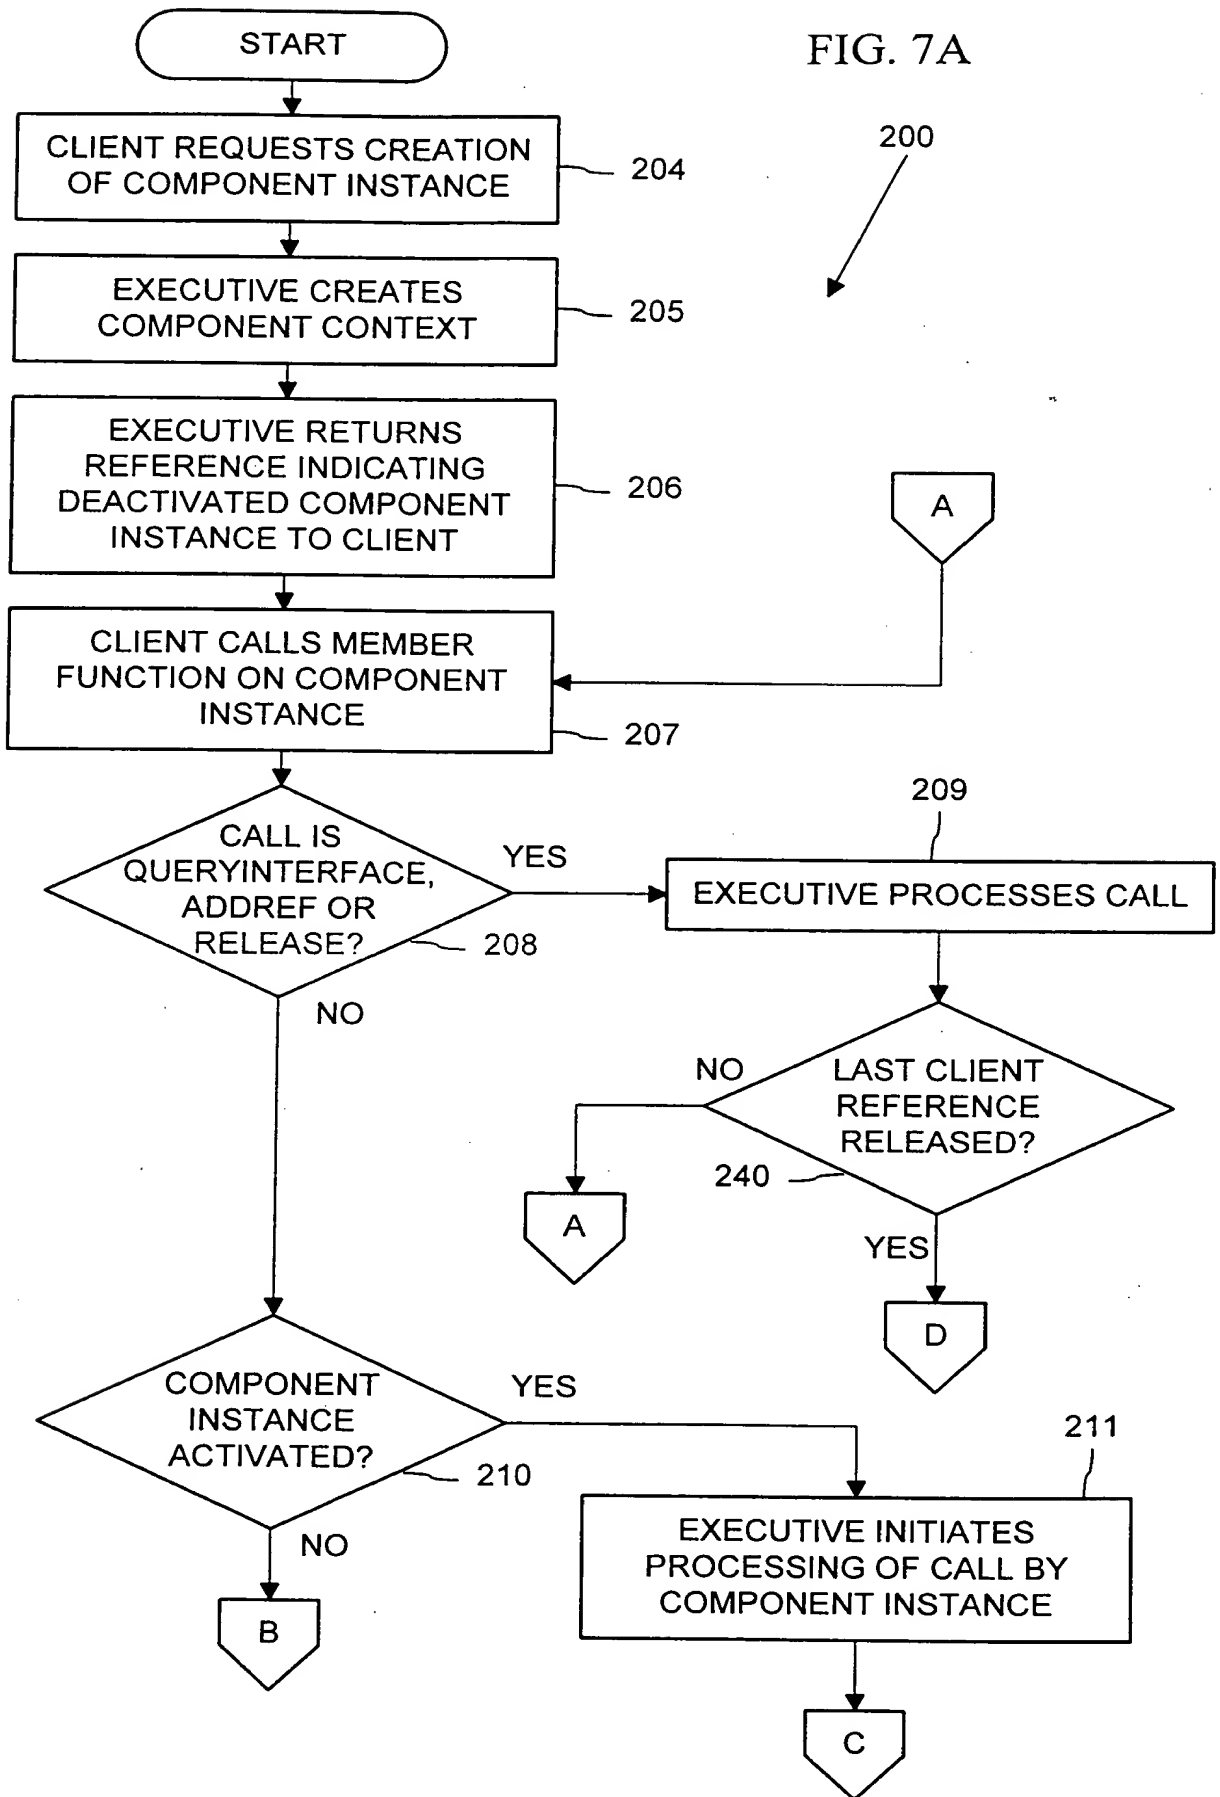 START
FIG. 7A
200
CLIENT REQUESTS CREATION
OF COMPONENT INSTANCE
204
EXECUTIVE CREATES
COMPONENT CONTEXT
205
EXECUTIVE RETURNS
REFERENCE INDICATING
DEACTIVATED COMPONENT
INSTANCE TO CLIENT
206
A
CLIENT CALLS MEMBER
FUNCTION ON COMPONENT
INSTANCE
207
CALL IS
QUERYINTERFACE,
ADDREF OR
RELEASE?
208
YES
NO
209
EXECUTIVE PROCESSES CALL
LAST CLIENT
REFERENCE
RELEASED?
240
NO
A
YES
D
COMPONENT
INSTANCE
ACTIVATED?
210
YES
NO
B
211
EXECUTIVE INITIATES
PROCESSING OF CALL BY
COMPONENT INSTANCE
C